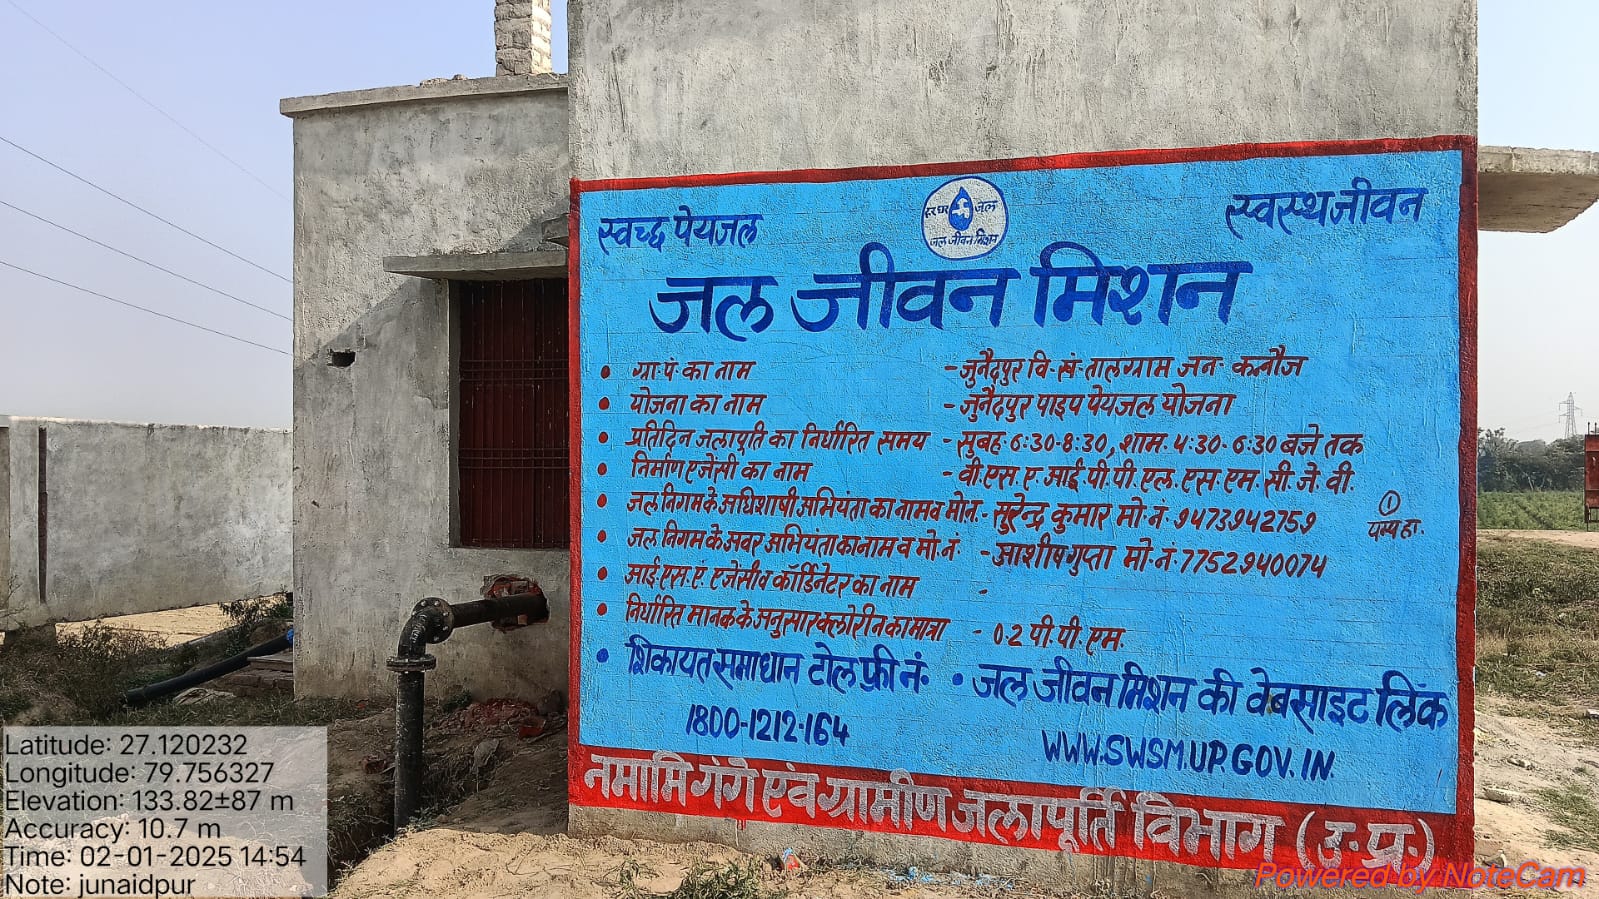 स्वच्छ पेयजल
हर घर जल
जल जीवन मिशन
स्वस्थ जीवन
जल जीवन मिशन
• ग्रा.पं. का नाम - जुनैदपुर वि.खं. तालग्राम जन- कन्नौज
• योजना का नाम - जुनैदपुर पाइप पेयजल योजना
• प्रतिदिन जलापूर्ति का निर्धारित समय - सुबह 6:30-8:30, शाम 4:30-6:30 बजे तक
• निर्माण एजेंसी का नाम - वी.एस.ए.आई.पी.पी.एल.एस.एम.सी.जे.वी.
• जल निगम के अधिशाषी अभियंता का नाम व मो.न.- सुरेन्द्र कुमार मो.नं. 9473942759
① पम्प हा.
• जल निगम के अवर अभियंता का नाम व मो.नं. - आशीष गुप्ता मो.नं. 7752940074
• आई.एस.ए. एजेंसी व कॉर्डिनेटर का नाम -
• निर्धारित मानक के अनुसार क्लोरीन का मात्रा - 0.2 पी.पी.एम.
• शिकायत समाधान टोल फ्री नं.
1800-1212-164
• जल जीवन मिशन की वेबसाइट लिंक
WWW.SWSM.UP.GOV.IN.
नमामि गंगे एंव ग्रामीण जलापूर्ति विभाग (उ.प्र.)
Latitude: 27.120232
Longitude: 79.756327
Elevation: 133.82±87 m
Accuracy: 10.7 m
Time: 02-01-2025 14:54
Note: junaidpur
Powered by NoteCam